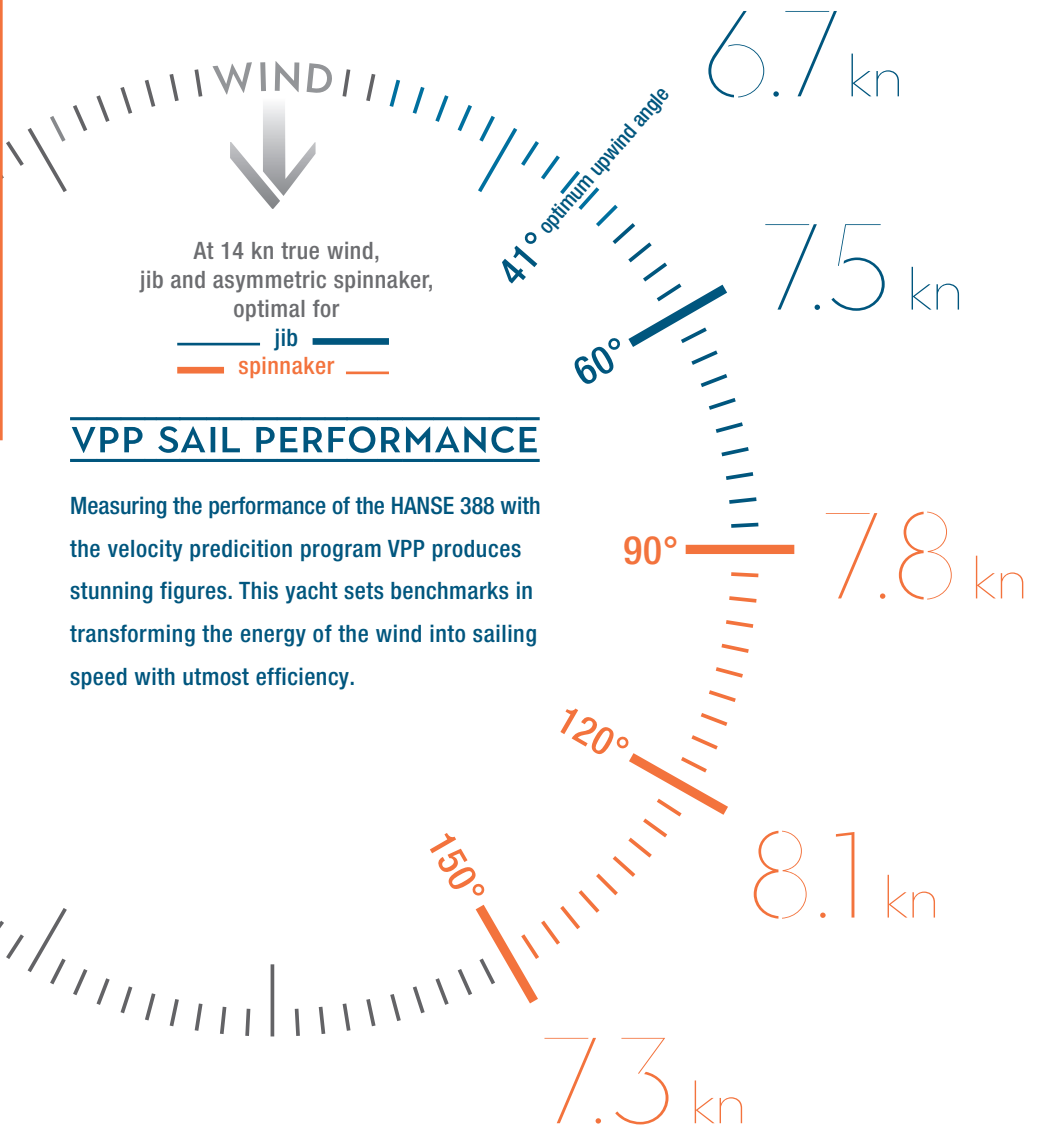 WIND
At 14 kn true wind,
jib and asymmetric spinnaker,
optimal for
jib
spinnaker
VPP SAIL PERFORMANCE
Measuring the performance of the HANSE 388 with
the velocity predicition program VPP produces
stunning figures. This yacht sets benchmarks in
transforming the energy of the wind into sailing
speed with utmost efficiency.
41° optimum upwind angle
6.7 kn
60°
7.5 kn
90°
7.8 kn
120°
8.1 kn
150°
7.3 kn